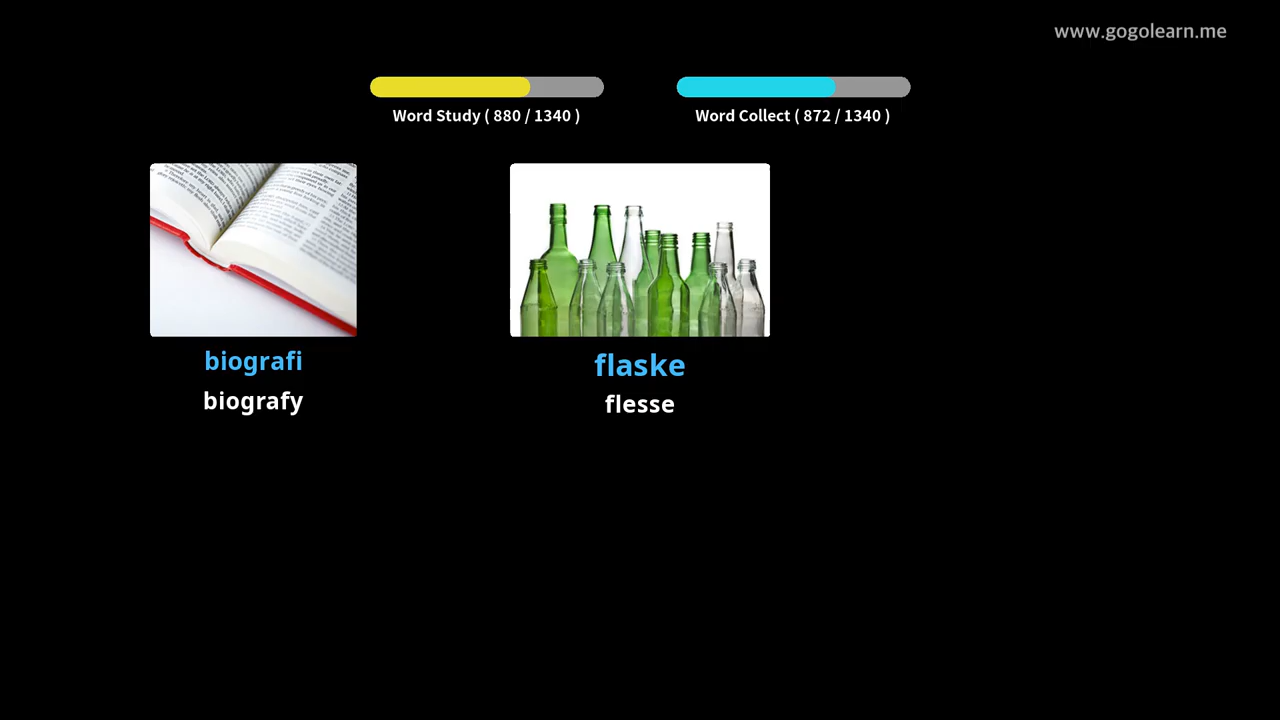 www.gogolearn.me
Word Study ( 880 / 1340 )
Word Collect ( 872 / 1340 )
biografi
biografy
flaske
flesse